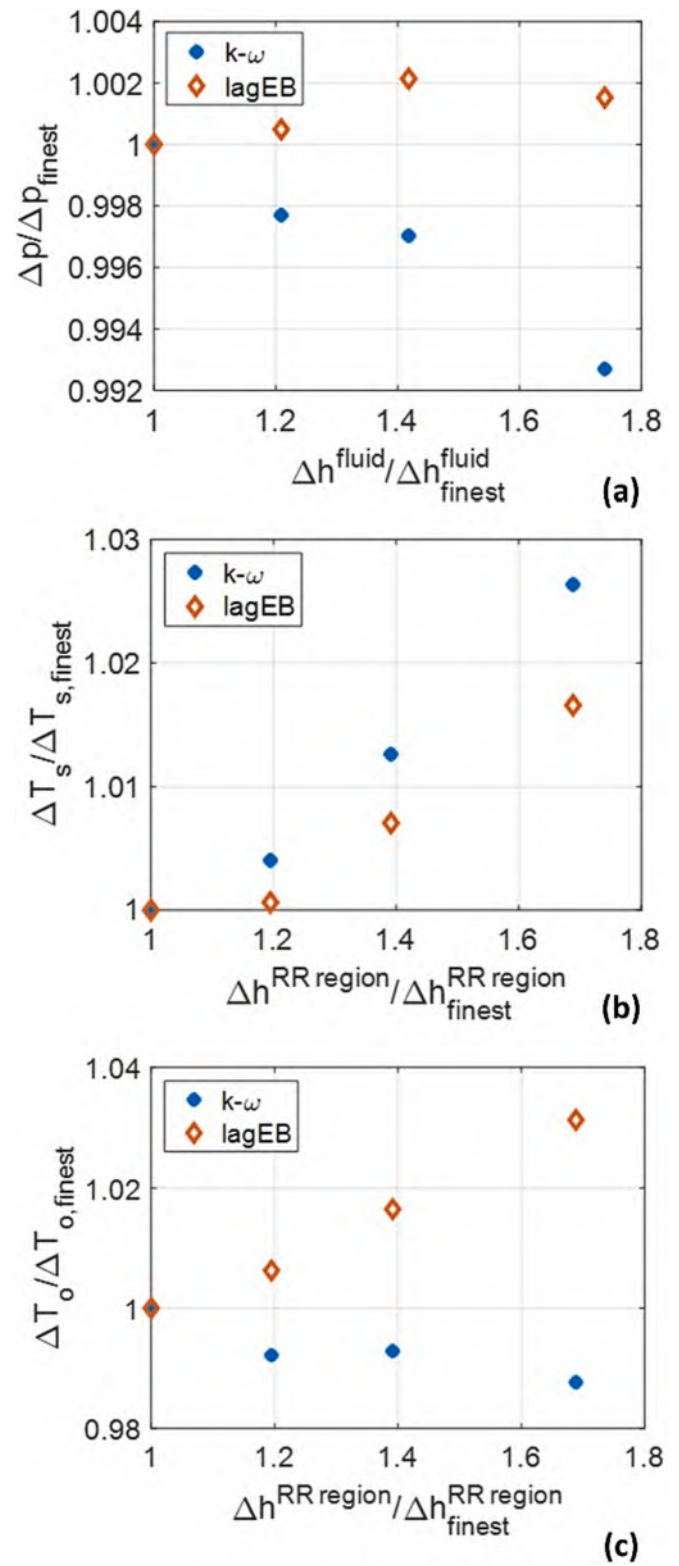 1.004
1.002
1
0.998
0.996
0.994
0.992
Δp/Δp_finest
k-ω
lagEB
1 1.2 1.4 1.6 1.8
Δh^fluid/Δh^fluid_finest
(a)
1.03
1.02
1.01
1
ΔT_s/ΔT_s,finest
k-ω
lagEB
1 1.2 1.4 1.6 1.8
Δh^RR region/Δh^RR region_finest
(b)
1.04
1.02
1
0.98
ΔT_o/ΔT_o,finest
k-ω
lagEB
1 1.2 1.4 1.6 1.8
Δh^RR region/Δh^RR region_finest
(c)